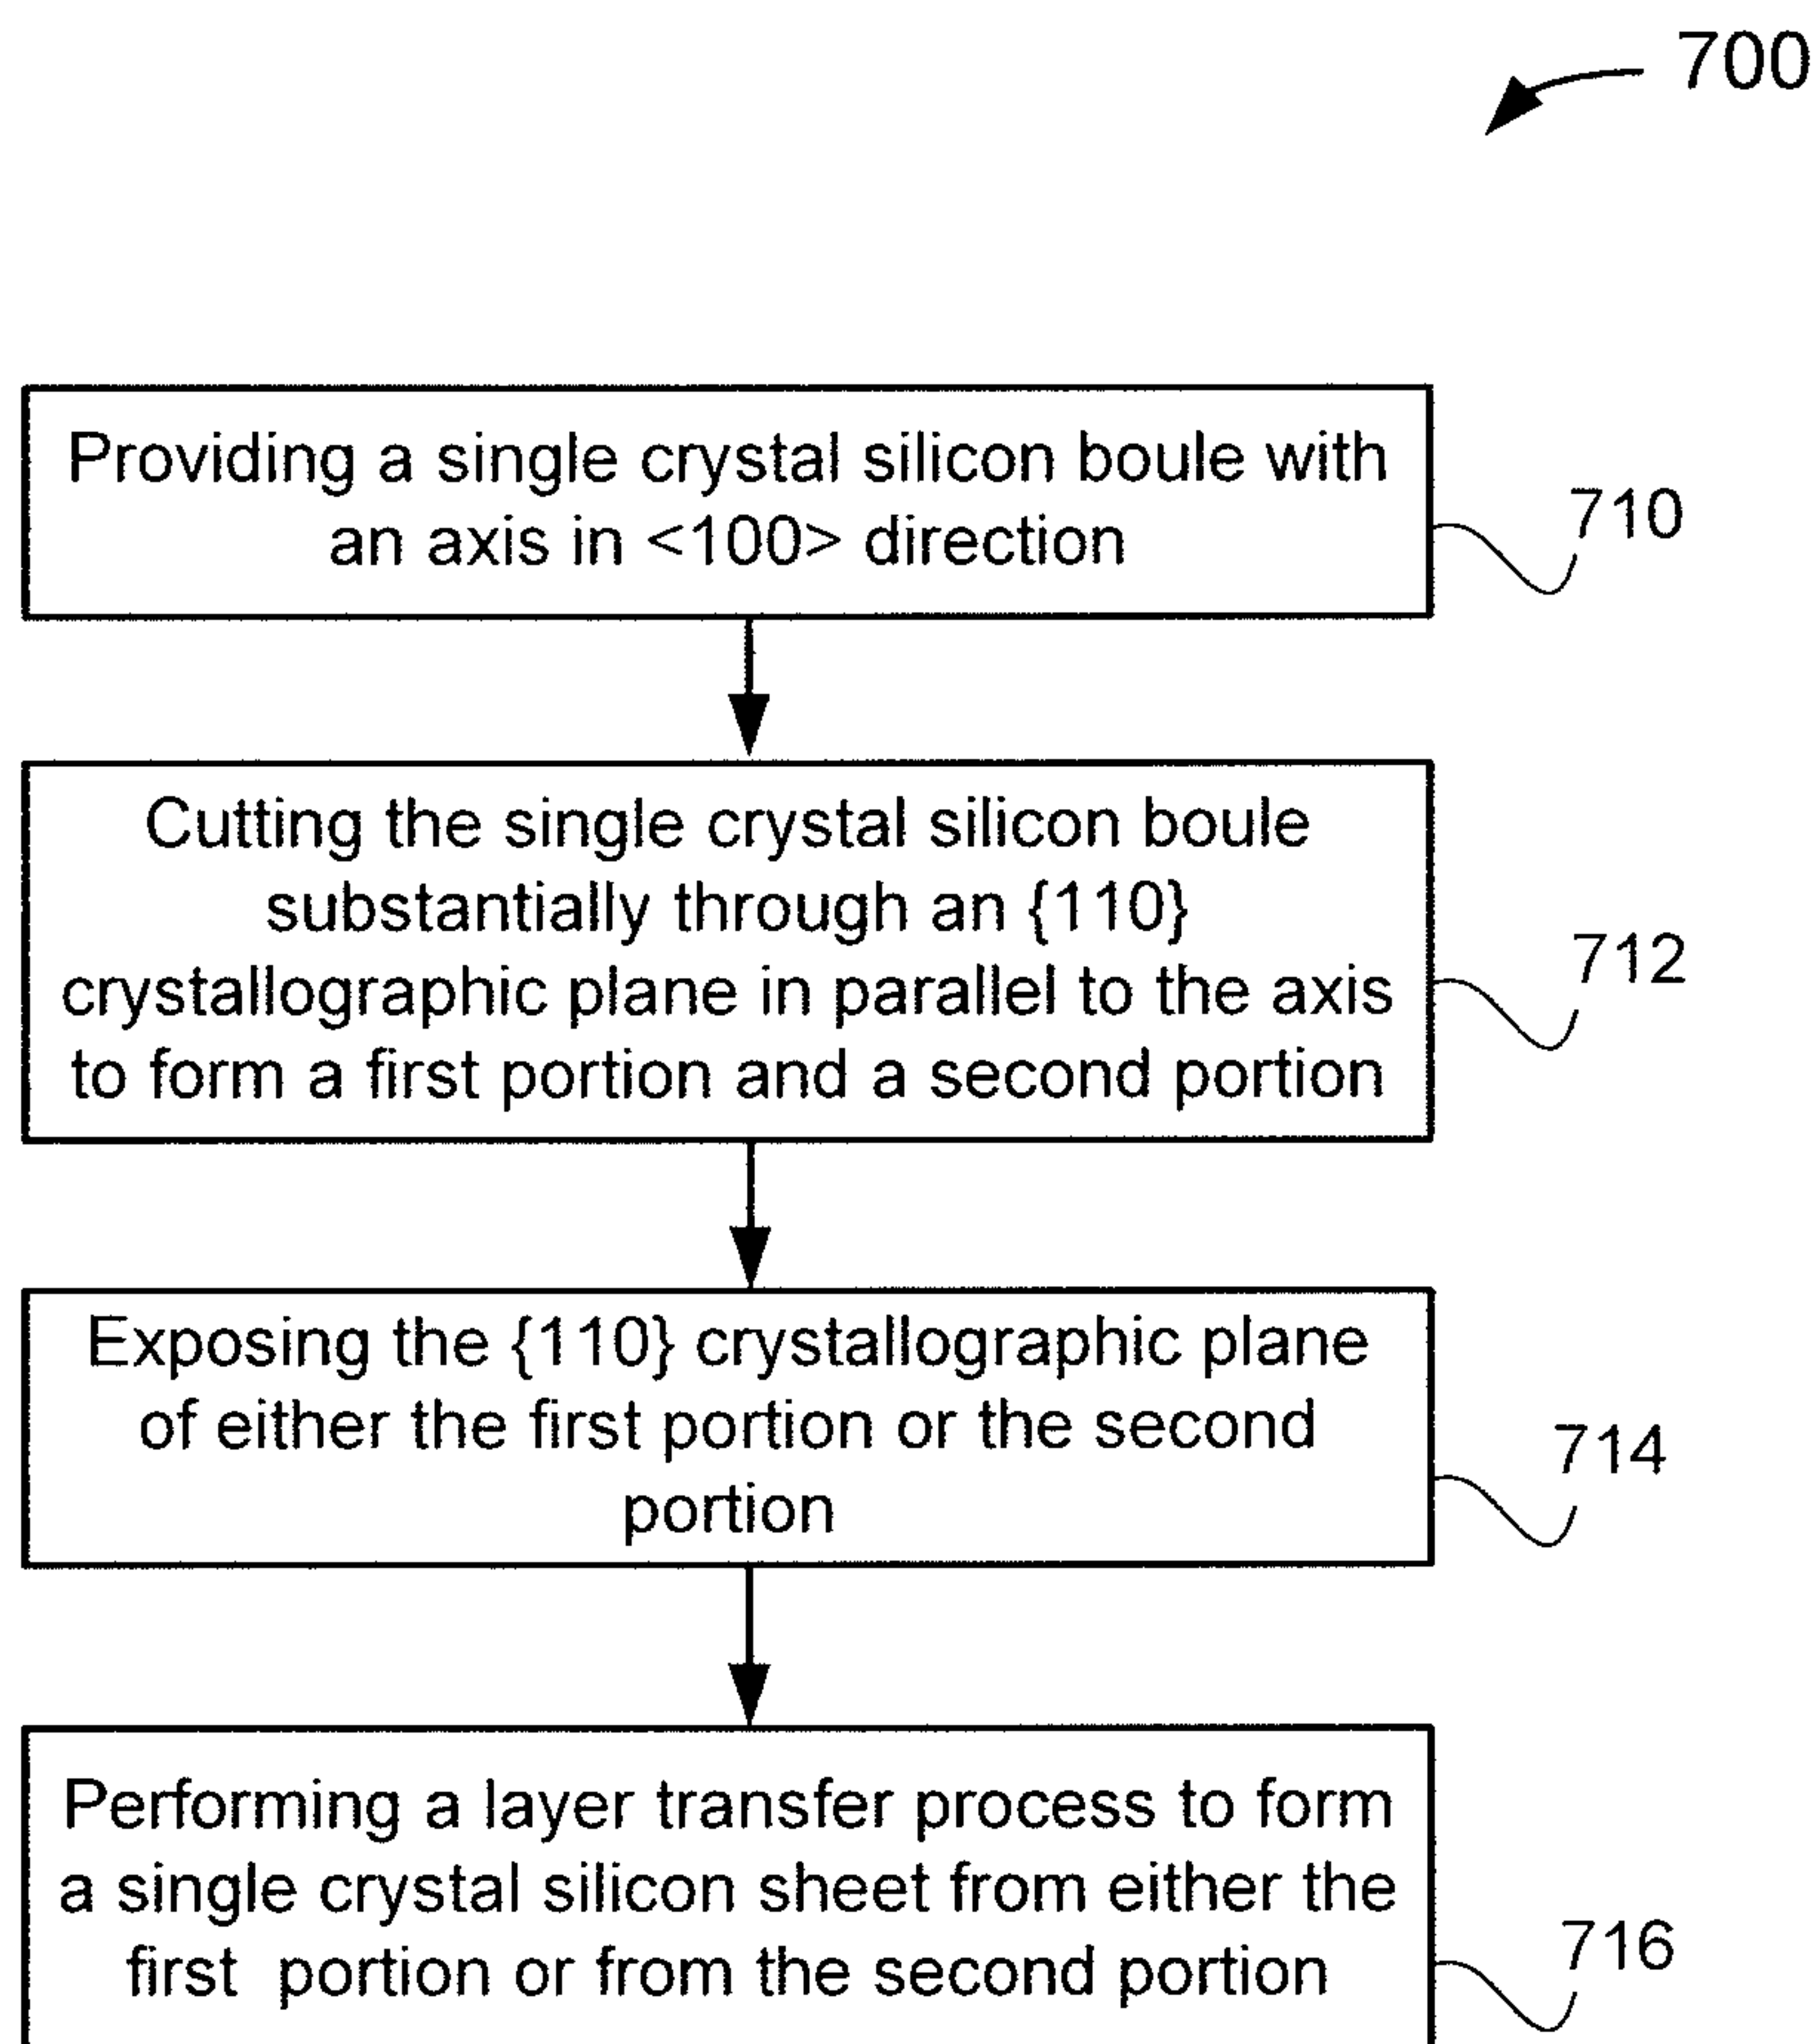 700
Providing a single crystal silicon boule with
an axis in <100> direction
710
Cutting the single crystal silicon boule
substantially through an {110}
crystallographic plane in parallel to the axis
to form a first portion and a second portion
712
Exposing the {110} crystallographic plane
of either the first portion or the second
portion
714
Performing a layer transfer process to form
a single crystal silicon sheet from either the
first portion or from the second portion
716